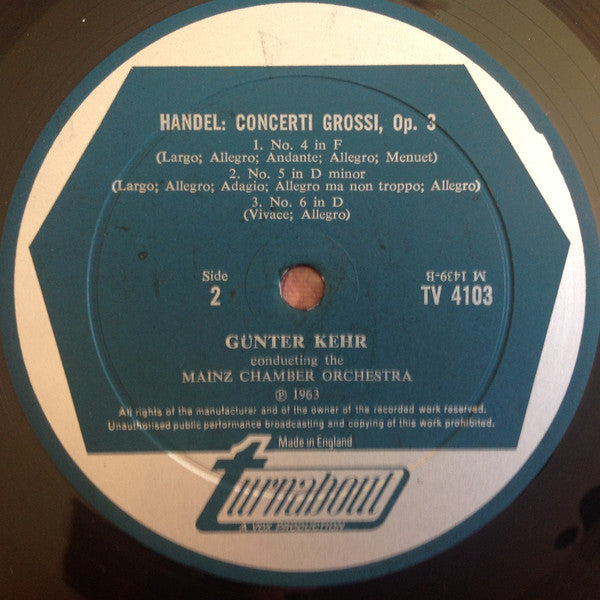 HANDEL: CONCERTI GROSSI, Op. 3
1. No. 4 in F
(Largo; Allegro; Andante; Allegro; Menuet)
2. No. 5 in D minor
(Largo; Allegro; Adagio; Allegro ma non troppo; Allegro)
3. No. 6 in D
(Vivace; Allegro)
Side
2
M 1439-B
TV 4103
GÜNTER KEHR
conducting the
MAINZ CHAMBER ORCHESTRA
℗ 1963
All rights of the manufacturer and of the owner of the recorded work reserved.
Unauthorised public performance broadcasting and copying of this work prohibited.
Made in England
turnabout
A VOX PRODUCTION